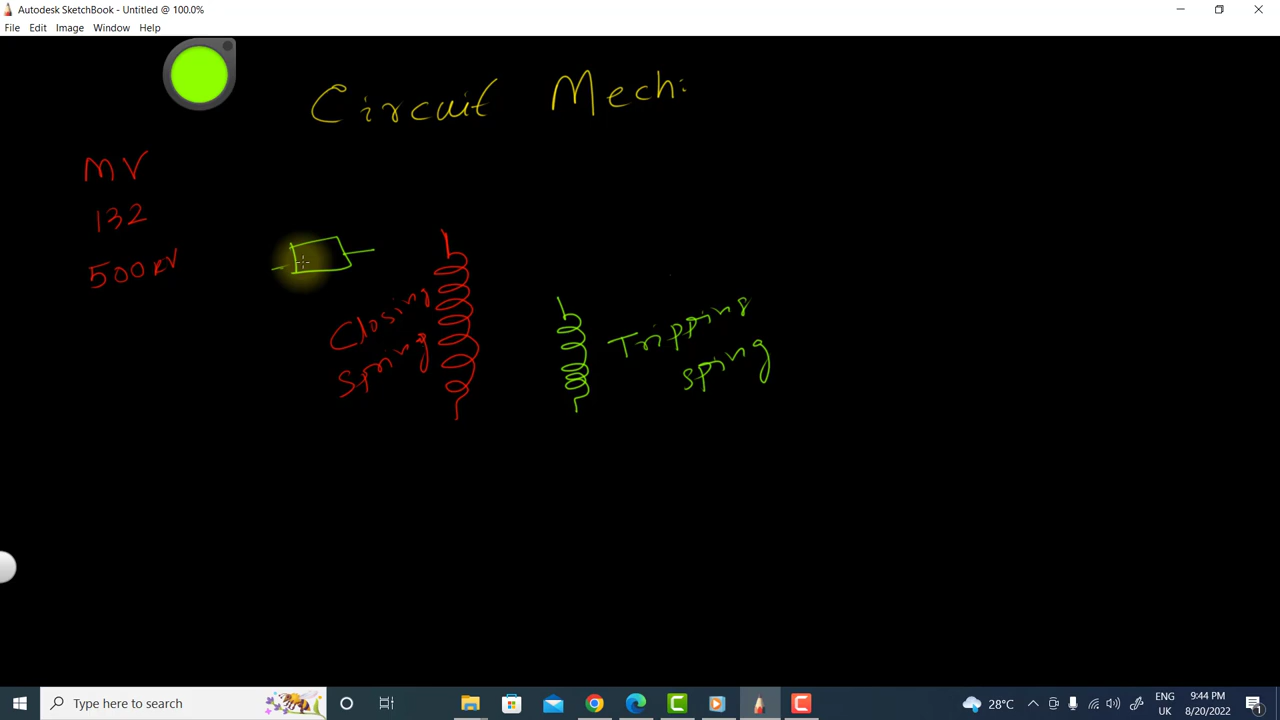 Autodesk SketchBook - Untitled @ 100.0%
File Edit Image Window Help
Circuit Mech:
MV
132
500 KV
Closing
Spring
Tripping
Spring
Type here to search
28°C
ENG
UK
9:44 PM
8/20/2022
1